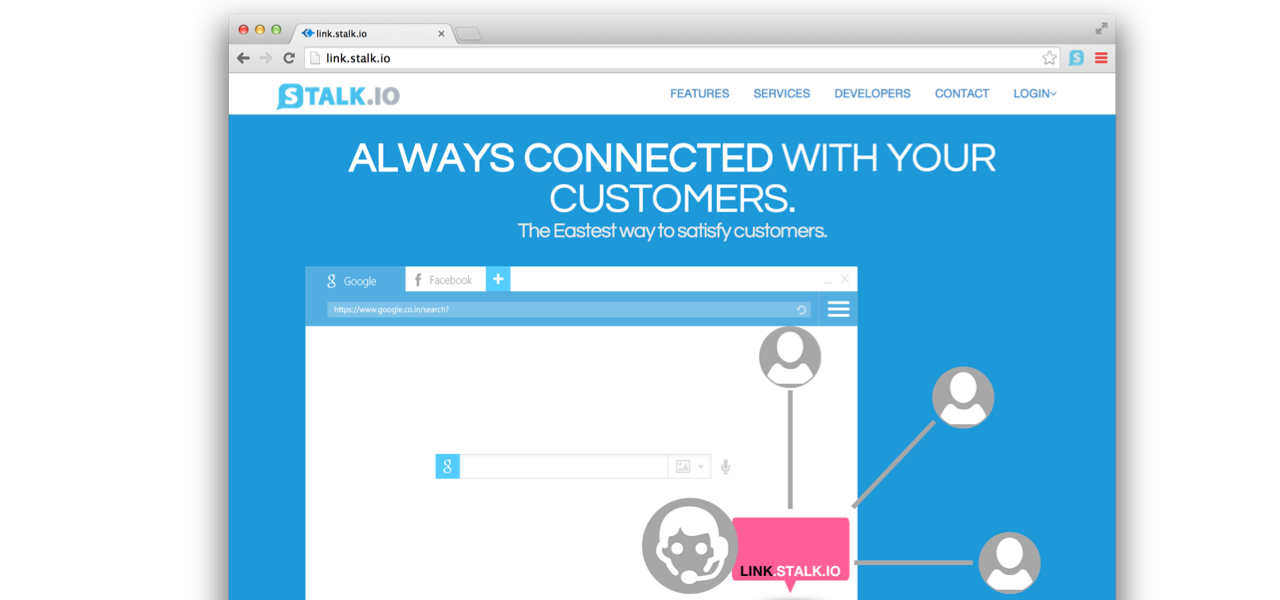 link.stalk.io
link.stalk.io
STALK.IO
FEATURES SERVICES DEVELOPERS CONTACT LOGIN
ALWAYS CONNECTED WITH YOUR
CUSTOMERS.
The Eastest way to satisfy customers.
Google Facebook
https://www.google.co.in/search?
LINK.STALK.IO